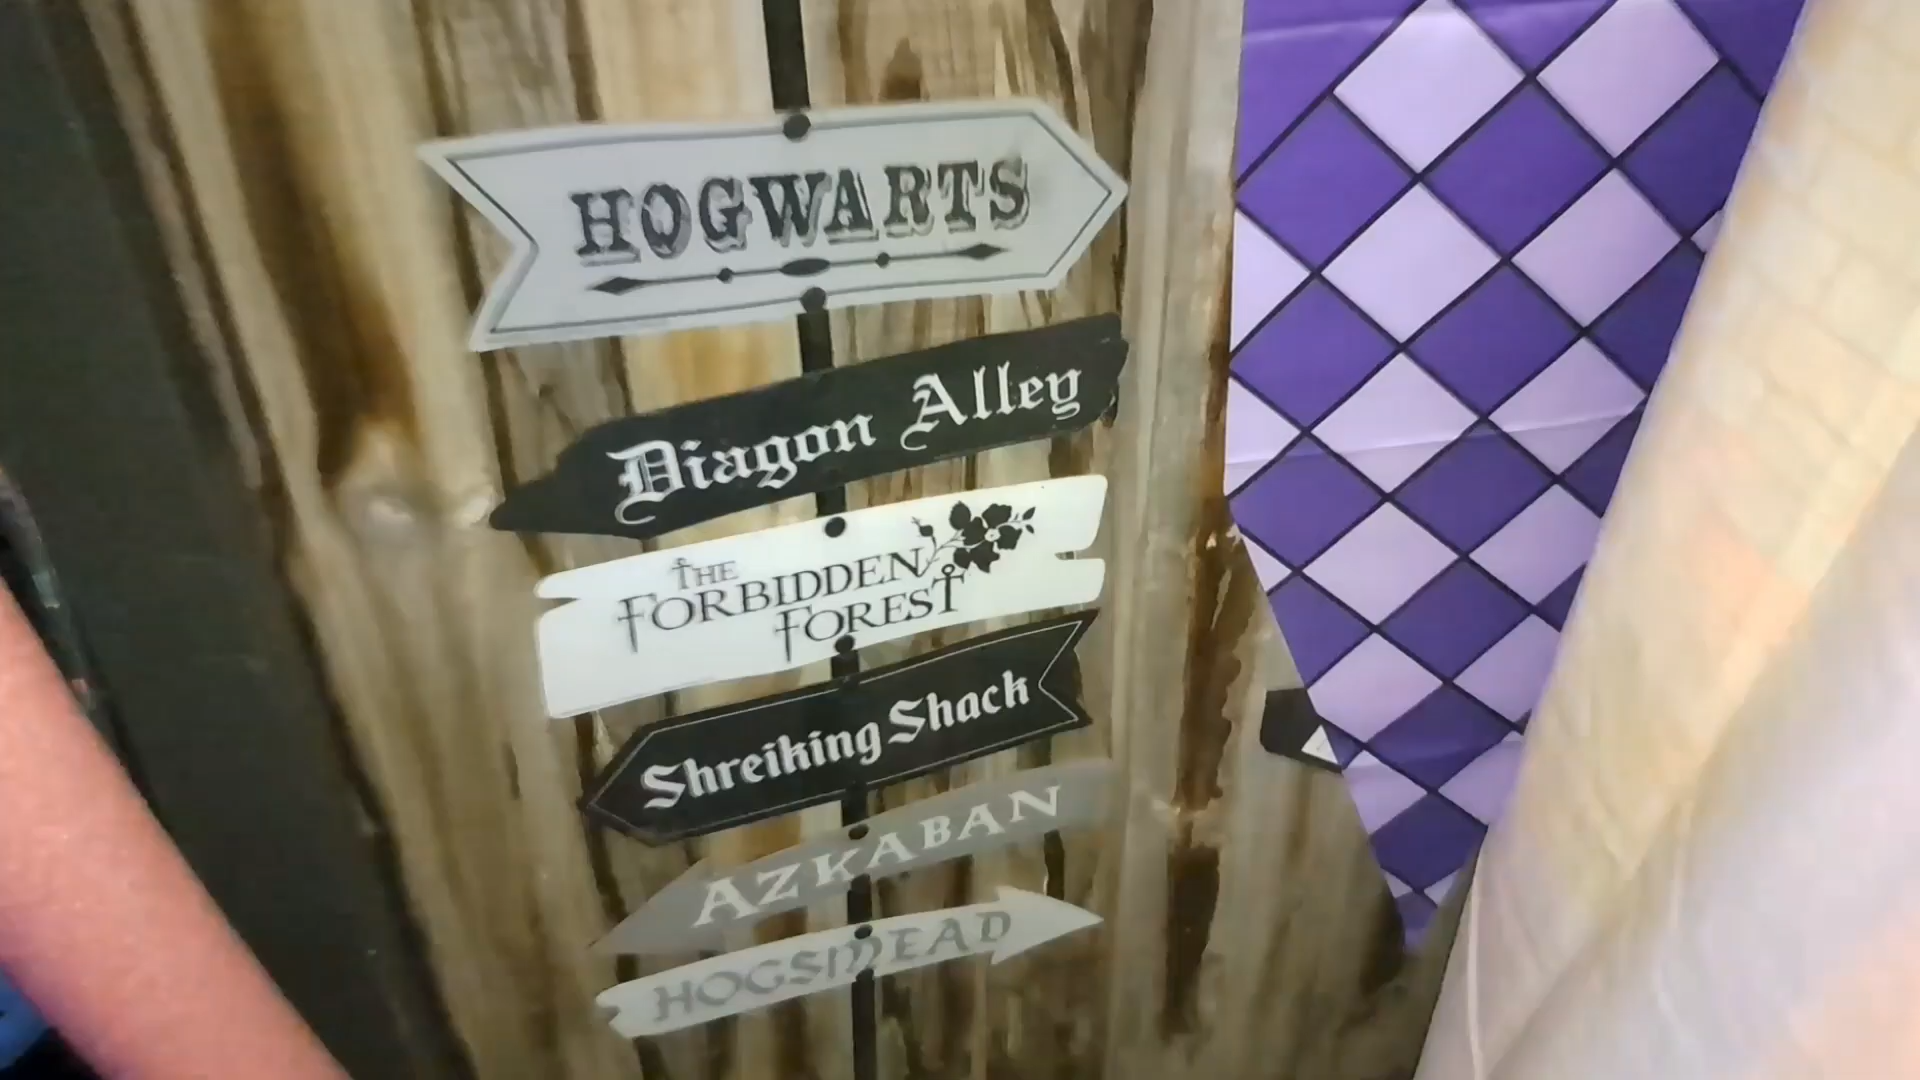 HOGWARTS
Diagon Alley
THE
FORBIDDEN
FOREST
Shreiking Shack
AZKABAN
HOGSMEAD